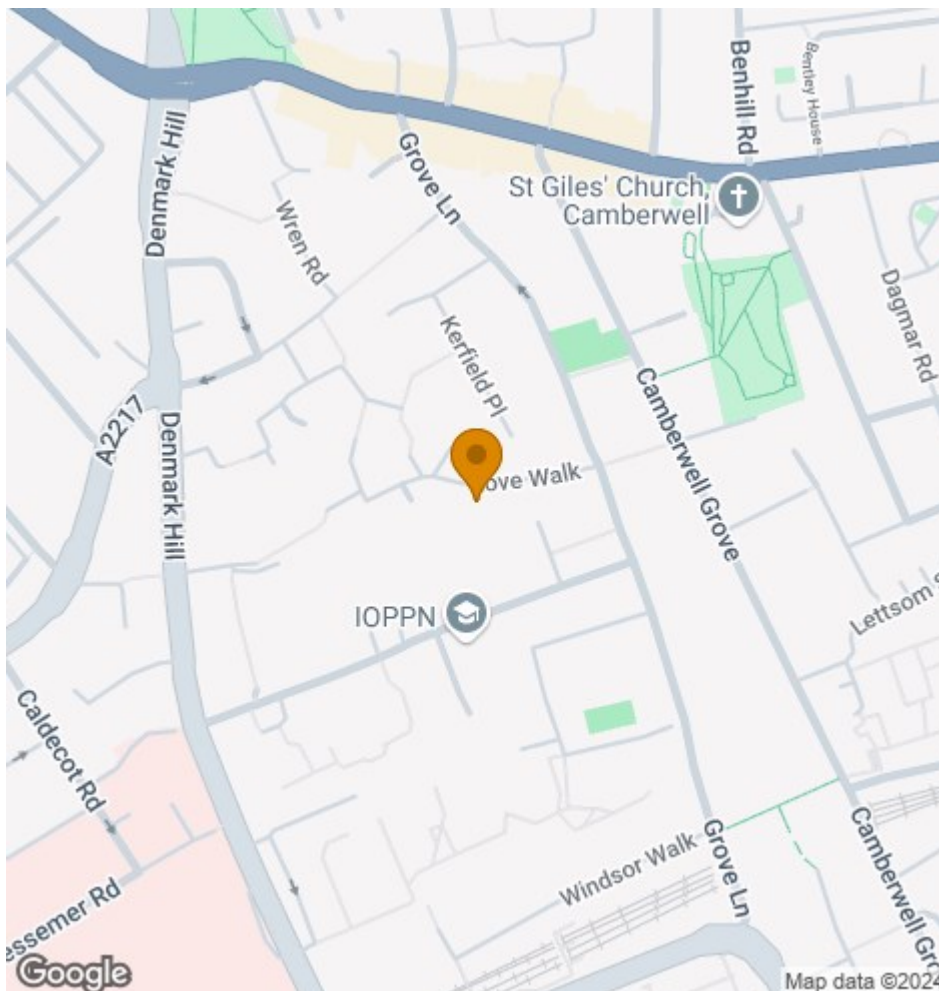 Benhill Rd
Bentley House
Denmark Hill
Grove Ln
St Giles' Church,
Camberwell
Wren Rd
Dagmar Rd
Kerfield Pl
A2217
Camberwell Grove
ove Walk
Denmark Hill
IOPPN
Lettsom S
Caldecot Rd
Windsor Walk
Grove Ln
Camberwell Gro
essemer Rd
Google
Map data ©2024